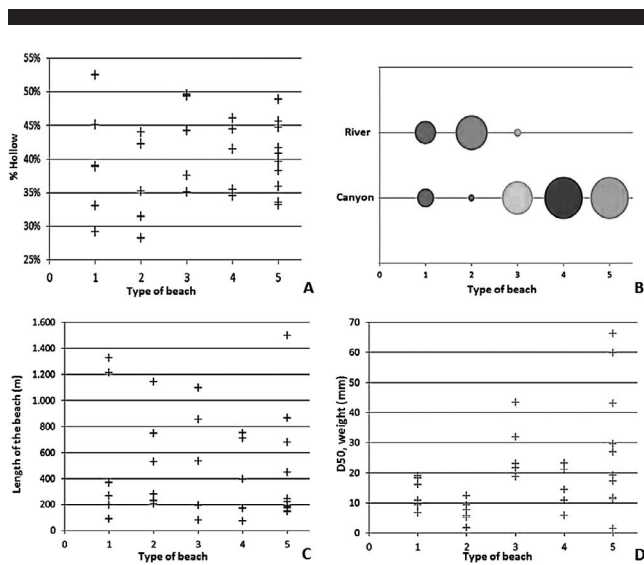 55%
50%
45%
40%
35%
30%
25%
% Hollow
0 1 2 3 4 5
Type of beach
A
River
Canyon
0 1 2 3 4 5
Type of beach
B
1.600
1.400
1.200
1.000
800
600
400
200
0
Length of the beach (m)
0 1 2 3 4 5
Type of beach
C
70
60
50
40
30
20
10
0
D50, weight (mm)
0 1 2 3 4 5
Type of beach
D